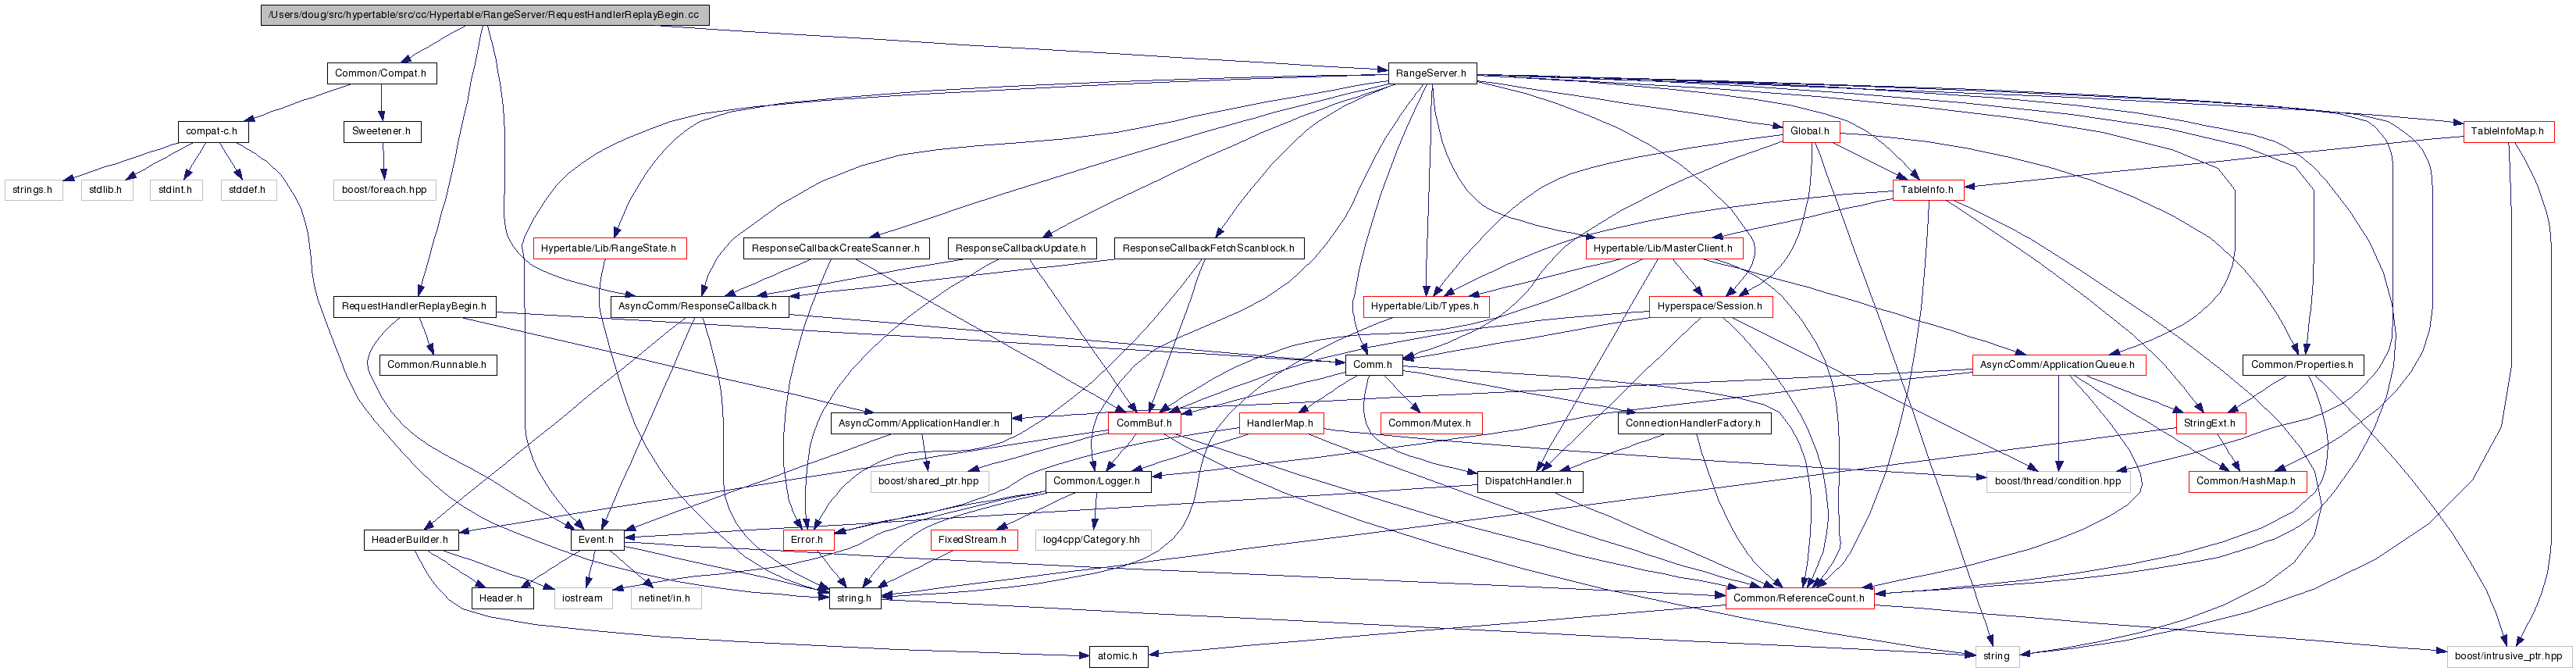 /Users/doug/src/hypertable/src/cc/Hypertable/RangeServer/RequestHandlerReplayBegin.cc
Common/Compat.h
RangeServer.h
compat-c.h
Sweetener.h
Global.h
TableInfoMap.h
strings.h
stdlib.h
stdint.h
stddef.h
boost/foreach.hpp
TableInfo.h
Hypertable/Lib/RangeState.h
ResponseCallbackCreateScanner.h
ResponseCallbackUpdate.h
ResponseCallbackFetchScanblock.h
Hypertable/Lib/MasterClient.h
RequestHandlerReplayBegin.h
AsyncComm/ResponseCallback.h
Hypertable/Lib/Types.h
Hyperspace/Session.h
Common/Runnable.h
Comm.h
AsyncComm/ApplicationQueue.h
Common/Properties.h
AsyncComm/ApplicationHandler.h
CommBuf.h
HandlerMap.h
Common/Mutex.h
ConnectionHandlerFactory.h
StringExt.h
boost/shared_ptr.hpp
Common/Logger.h
DispatchHandler.h
boost/thread/condition.hpp
Common/HashMap.h
HeaderBuilder.h
Event.h
Error.h
FixedStream.h
log4cpp/Category.hh
Header.h
iostream
netinet/in.h
string.h
Common/ReferenceCount.h
atomic.h
string
boost/intrusive_ptr.hpp